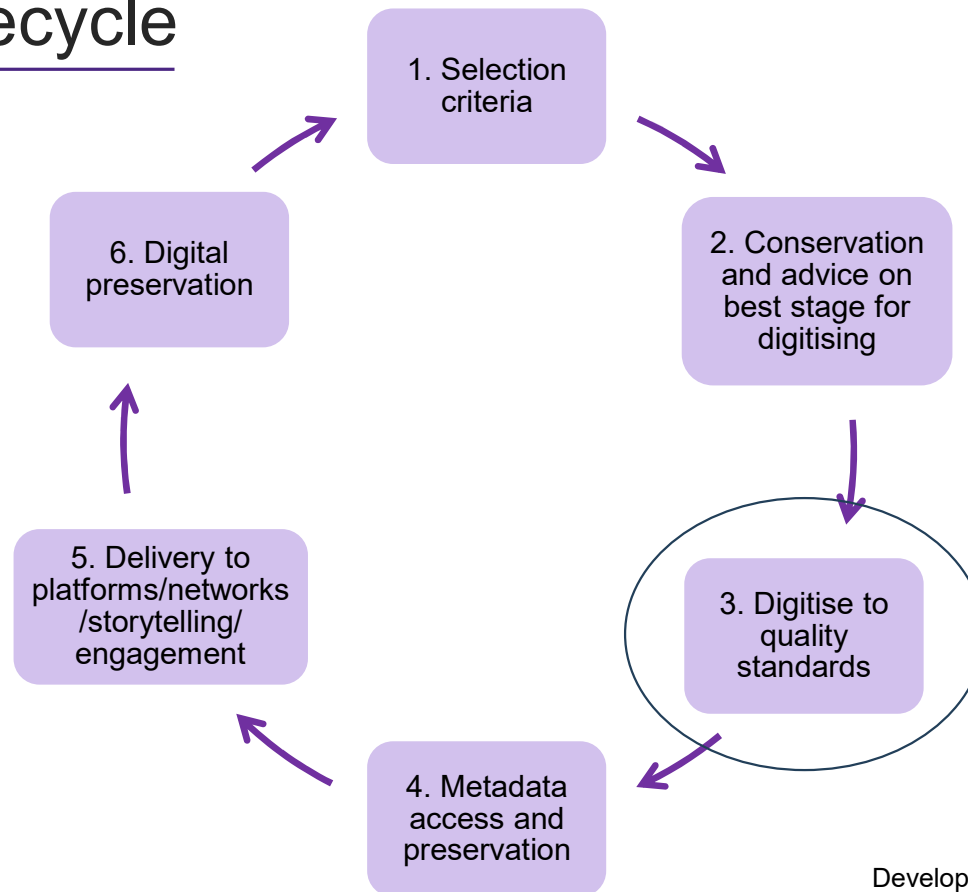 ecycle
1. Selection
criteria
2. Conservation
and advice on
best stage for
digitising
3. Digitise to
quality
standards
4. Metadata
access and
preservation
5. Delivery to
platforms/networks
/storytelling/
engagement
6. Digital
preservation
Develop